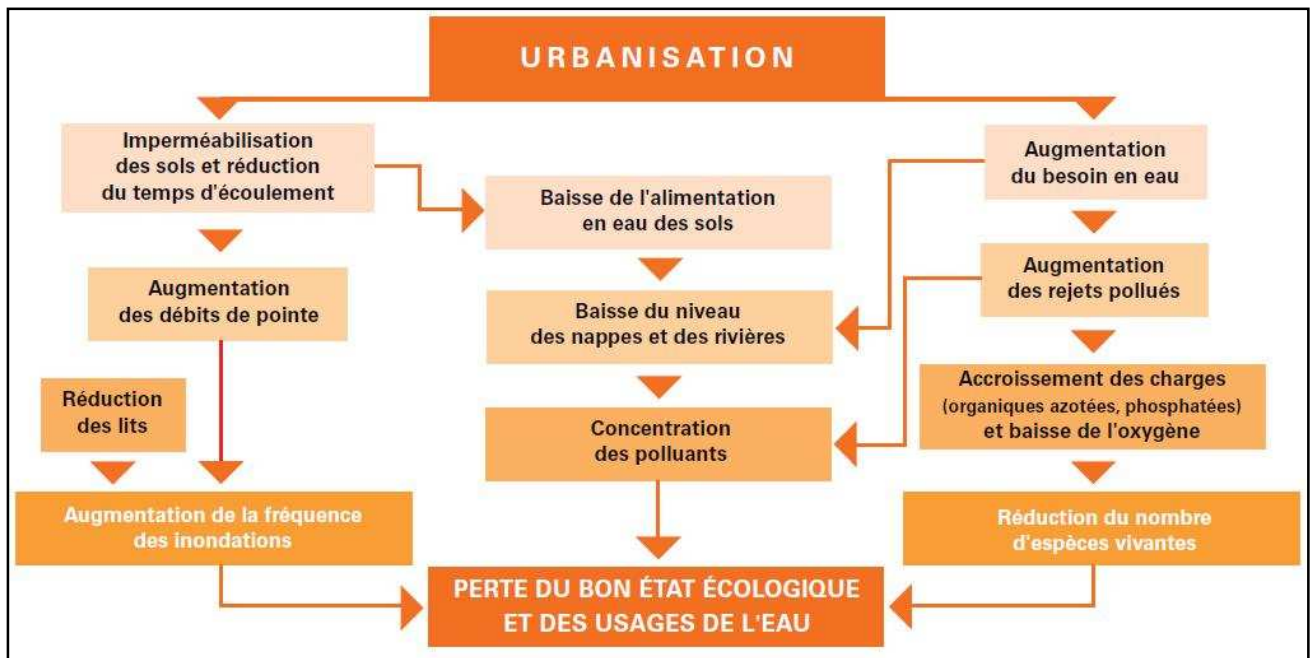 URBANISATION
Imperméabilisation
des sols et réduction
du temps d'écoulement
Augmentation
des débits de pointe
Réduction
des lits
Augmentation de la fréquence
des inondations
Baisse de l'alimentation
en eau des sols
Baisse du niveau
des nappes et des rivières
Concentration
des polluants
Augmentation
du besoin en eau
Augmentation
des rejets pollués
Accroissement des charges
(organiques azotées, phosphatées)
et baisse de l'oxygène
Réduction du nombre
d'espèces vivantes
PERTE DU BON ÉTAT ÉCOLOGIQUE
ET DES USAGES DE L'EAU